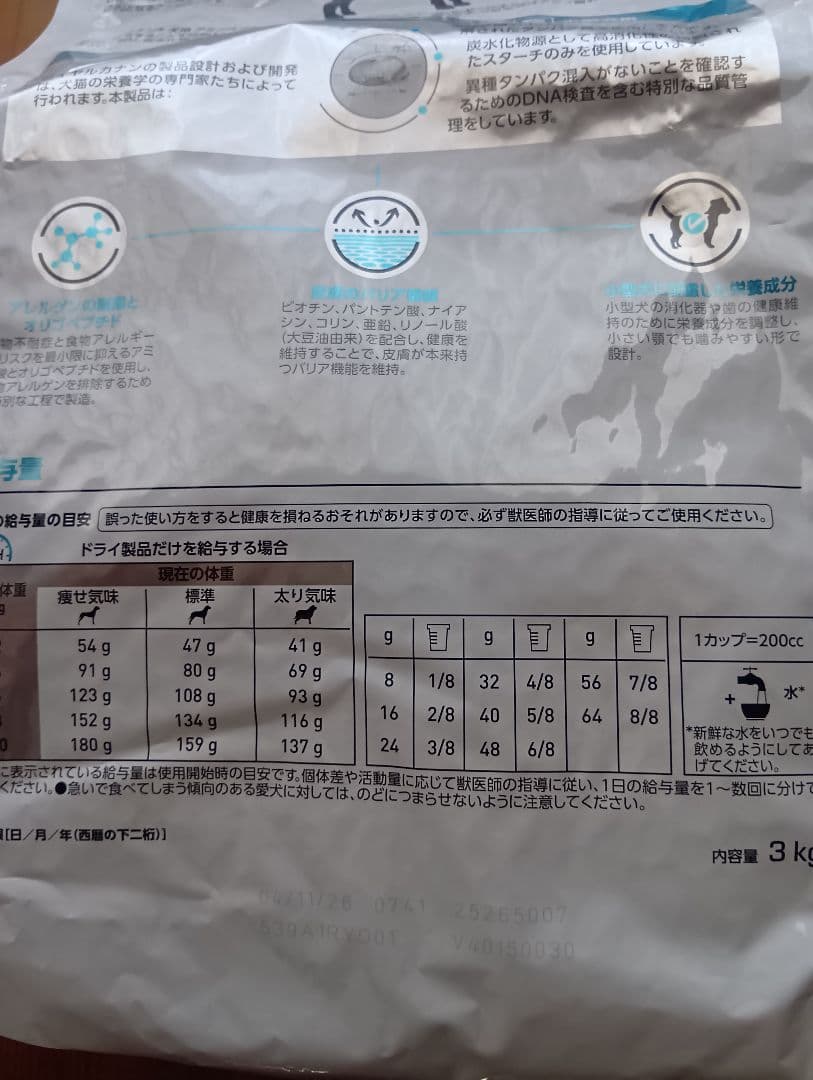 ルカナンの製品設計および開発
は、犬猫の栄養学の専門家たちによって
行われます。本製品は:
炭水化物源として高消化性
たスターチのみを使用していま
異種タンパク混入がないことを確認す
るためのDNA検査を含む特別な品質管
理をしています。
アレルゲンの制限と
オリゴペプチド
物不耐症と食物アレルギー
リスクを最小限に抑えるアミ
酸とオリゴペプチドを使用し、
アレルゲンを排除するため
別な工程で製造。
ビオチン、パントテン酸、ナイア
シン、コリン、亜鉛、リノール酸
(大豆油由来)を配合し、健康を
維持することで、皮膚が本来持
つバリア機能を維持。
栄養成分
小型犬の消化器や歯の健康維
持のために栄養成分を調整し、
小さい顎でも噛みやすい形で
設計。
与量
の給与量の目安 誤った使い方をすると健康を損ねるおそれがありますので、必ず獣医師の指導に従ってご使用ください。
ドライ製品だけを給与する場合
体重 現在の体重
g 痩せ気味 標準 太り気味
54 g 47 g 41 g
91 g 80 g 69 g
123 g 108 g 93 g
152 g 134 g 116 g
0 180 g 159 g 137 g
g g g
8 1/8 32 4/8 56 7/8
16 2/8 40 5/8 64 8/8
24 3/8 48 6/8
1カップ=200cc
+ 水*
*新鮮な水をいつでも
飲めるようにしてあ
げてください。
に表示されている給与量は使用開始時の目安です。個体差や活動量に応じて獣医師の指導に従い、1日の給与量を1〜数回に分けて
ください。●急いで食べてしまう傾向のある愛犬に対しては、のどにつまらせないように注意してください。
[日/月/年(西暦の下二桁)]
内容量 3 kg
04/11/26 0741 25265007
539A1RYD01 V40150030